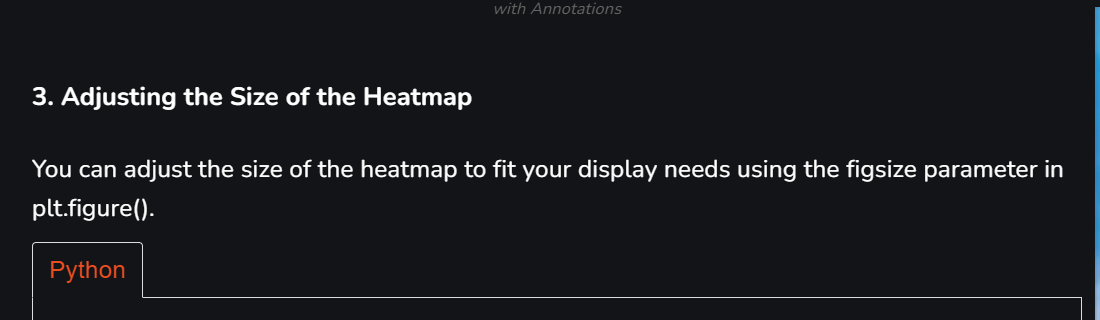 with Annotations
3. Adjusting the Size of the Heatmap
You can adjust the size of the heatmap to fit your display needs using the figsize parameter in
plt.figure().
Python